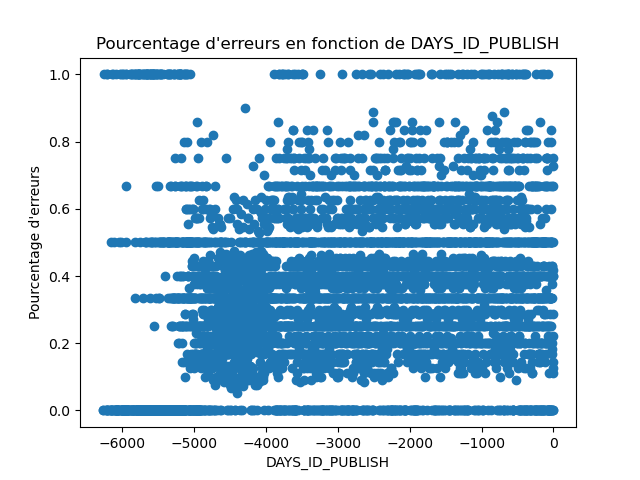 Pourcentage d'erreurs en fonction de DAYS_ID_PUBLISH
1.0
0.8
0.6
0.4
0.2
0.0
Pourcentage d'erreurs
−6000 −5000 −4000 −3000 −2000 −1000 0
DAYS_ID_PUBLISH